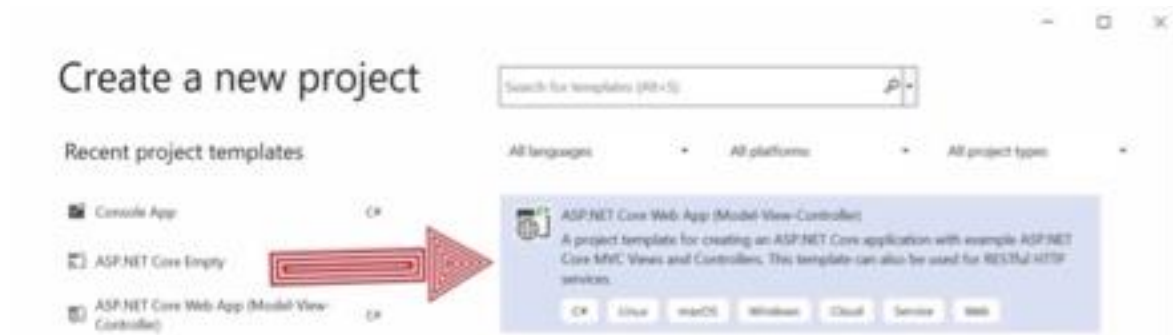 Create a new project
Search for templates (Alt+S)
Recent project templates
All languages
All platforms
All project types
Console App
C#
ASP.NET Core Empty
ASP.NET Core Web App (Model-View-
Controller)
C#
ASP.NET Core Web App (Model-View-Controller)
A project template for creating an ASP.NET Core application with example ASP.NET
Core MVC Views and Controllers. This template can also be used for RESTful HTTP
services.
C#
Linux
macOS
Windows
Cloud
Service
Web